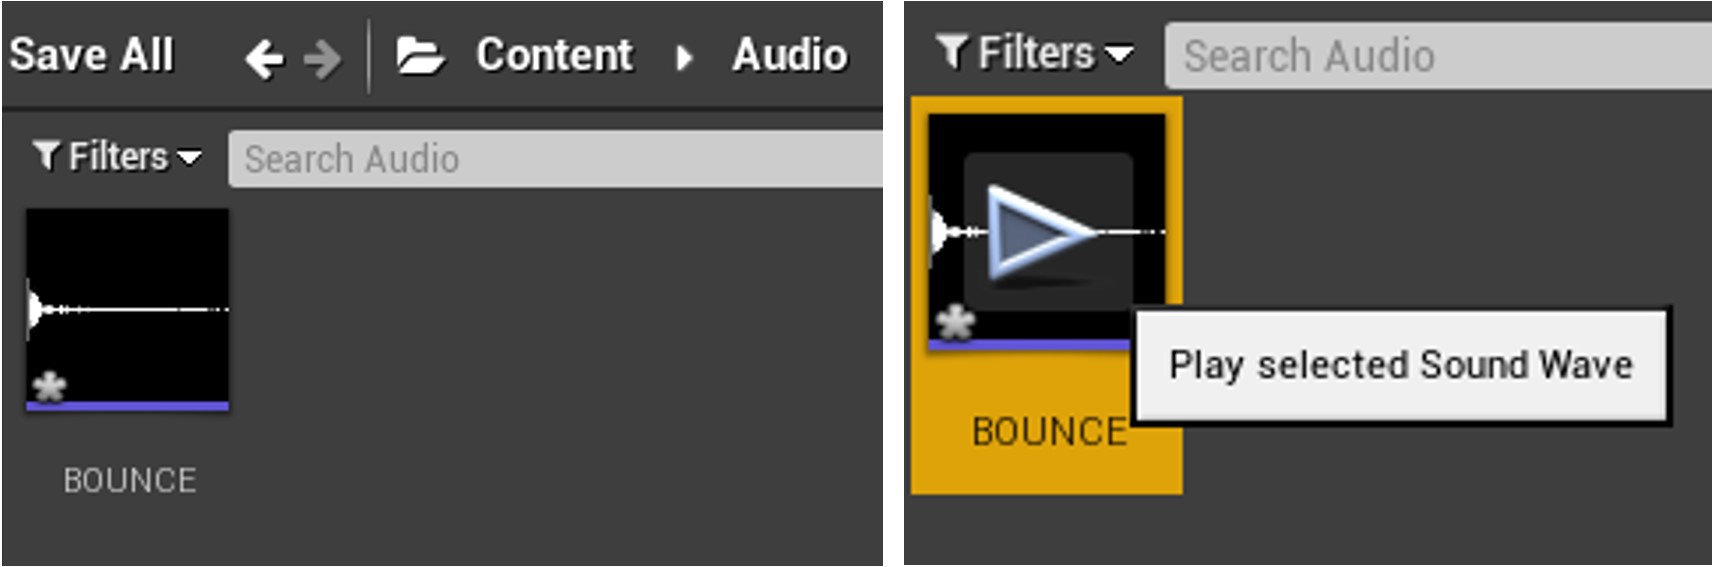 Save All Content Audio
Filters Search Audio
BOUNCE
Filters Search Audio
Play selected Sound Wave
BOUNCE